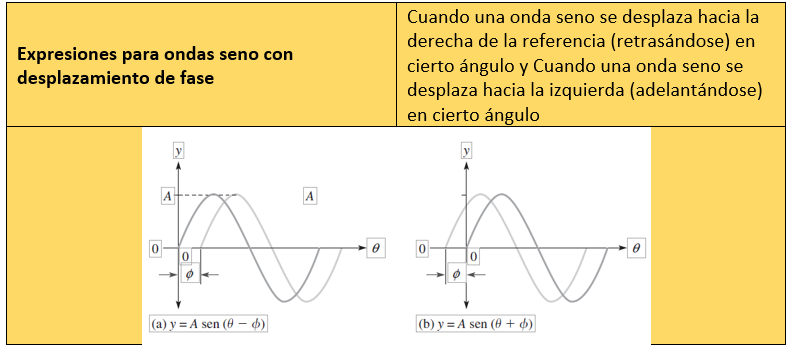 Expresiones para ondas seno con
desplazamiento de fase
Cuando una onda seno se desplaza hacia la
derecha de la referencia (retrasándose) en
cierto ángulo y Cuando una onda seno se
desplaza hacia la izquierda (adelantándose)
en cierto ángulo
y
A
A
0
0
θ
ϕ
(a) y = A sen (θ − ϕ)
y
0
0
θ
ϕ
(b) y = A sen (θ + ϕ)